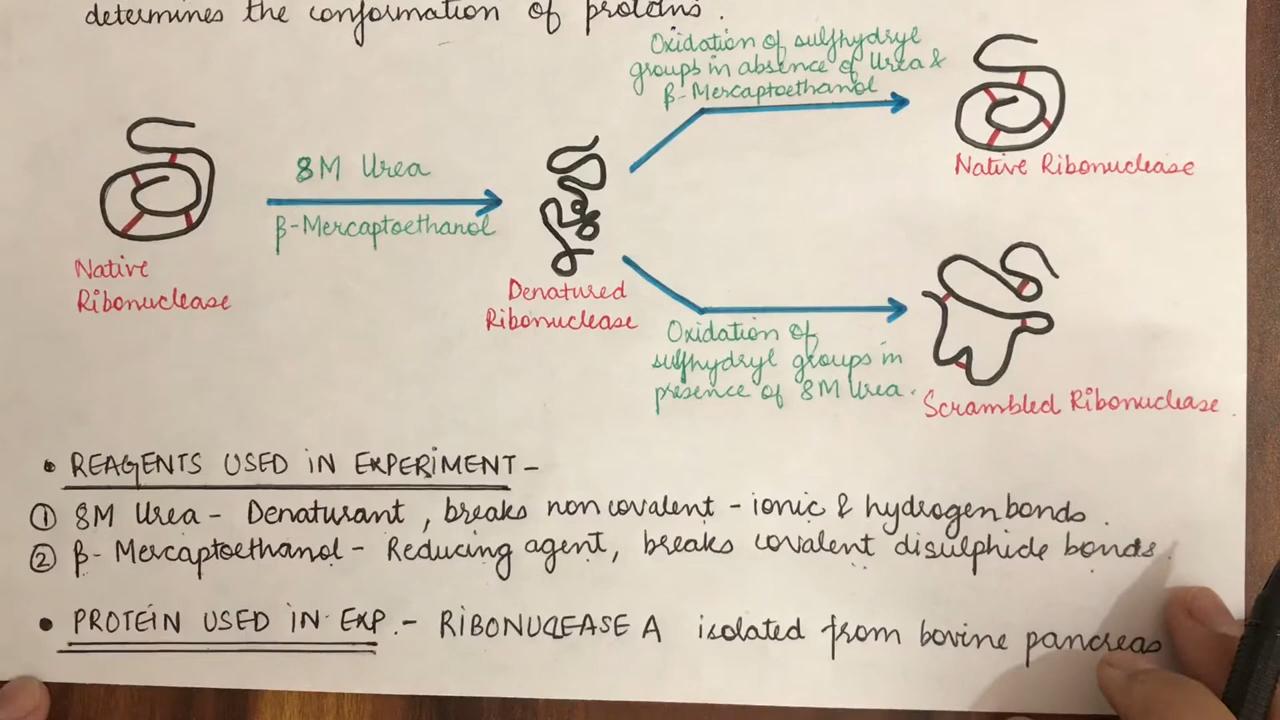 determines the conformation of proteins.
Oxidation of sulfhydryl
groups in absence of Urea &
β-Mercaptoethanol
Native Ribonuclease
8M Urea
β-Mercaptoethanol
Native
Ribonuclease
Denatured
Ribonuclease
Oxidation of
sulfhydryl groups in
presence of 8M Urea.
Scrambled Ribonuclease.
• REAGENTS USED IN EXPERIMENT -
① 8M Urea - Denaturant, breaks non covalent - ionic & hydrogen bonds.
② β- Mercaptoethanol - Reducing agent, breaks covalent disulphide bonds.
• PROTEIN USED IN EXP. - RIBONUCLEASE A isolated from bovine pancreas